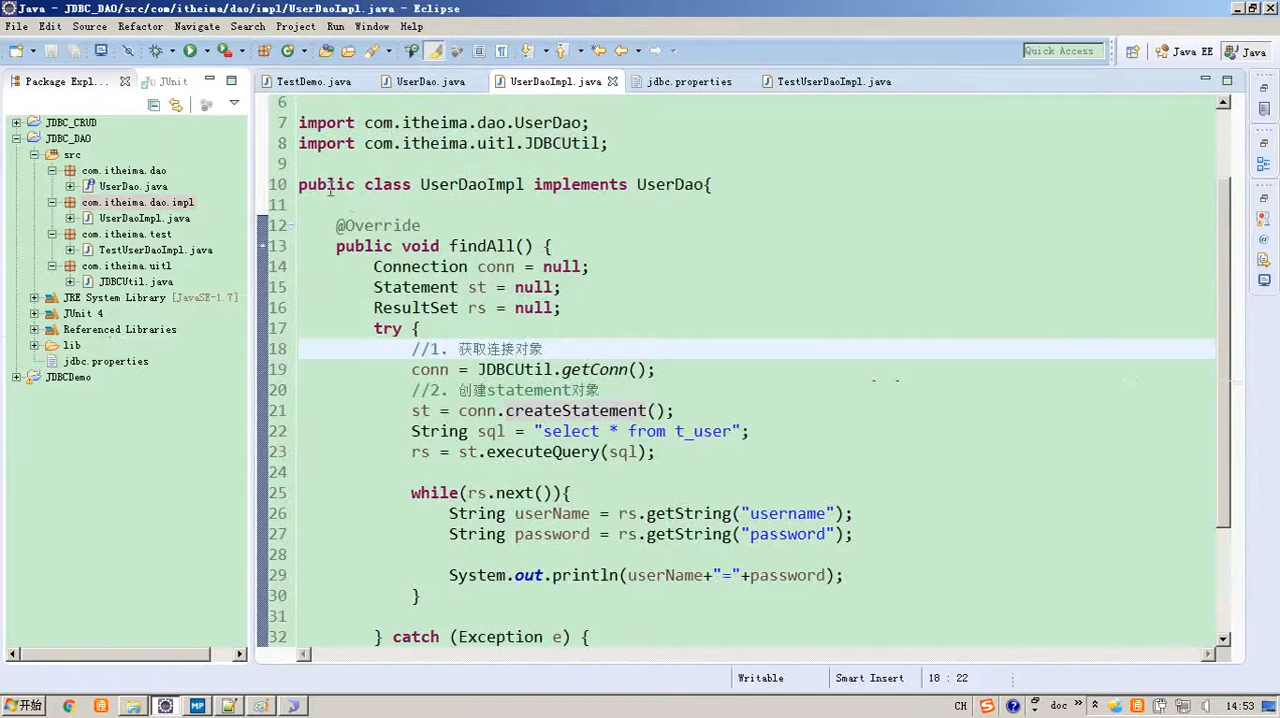 Java - JDBC_DAO/src/com/itheima/dao/impl/UserDaoImpl.java - Eclipse
File Edit Source Refactor Navigate Search Project Run Window Help
Quick Access Java EE Java
Package Expl... JUnit
TestDemo.java UserDao.java UserDaoImpl.java jdbc.properties TestUserDaoImpl.java
JDBC_CRUD
JDBC_DAO
src
com.itheima.dao
UserDao.java
com.itheima.dao.impl
UserDaoImpl.java
com.itheima.test
TestUserDaoImpl.java
com.itheima.uitl
JDBCUtil.java
JRE System Library [JavaSE-1.7]
JUnit 4
Referenced Libraries
lib
jdbc.properties
JDBCDemo
6
7 import com.itheima.dao.UserDao;
8 import com.itheima.uitl.JDBCUtil;
9
10 public class UserDaoImpl implements UserDao{
11
12 @Override
13 public void findAll() {
14 Connection conn = null;
15 Statement st = null;
16 ResultSet rs = null;
17 try {
18 //1. 获取连接对象
19 conn = JDBCUtil.getConn();
20 //2. 创建statement对象
21 st = conn.createStatement();
22 String sql = "select * from t_user";
23 rs = st.executeQuery(sql);
24
25 while(rs.next()){
26 String userName = rs.getString("username");
27 String password = rs.getString("password");
28
29 System.out.println(userName+"="+password);
30 }
31
32 } catch (Exception e) {
Writable Smart Insert 18 : 22
开始 MP CH doc 14:53